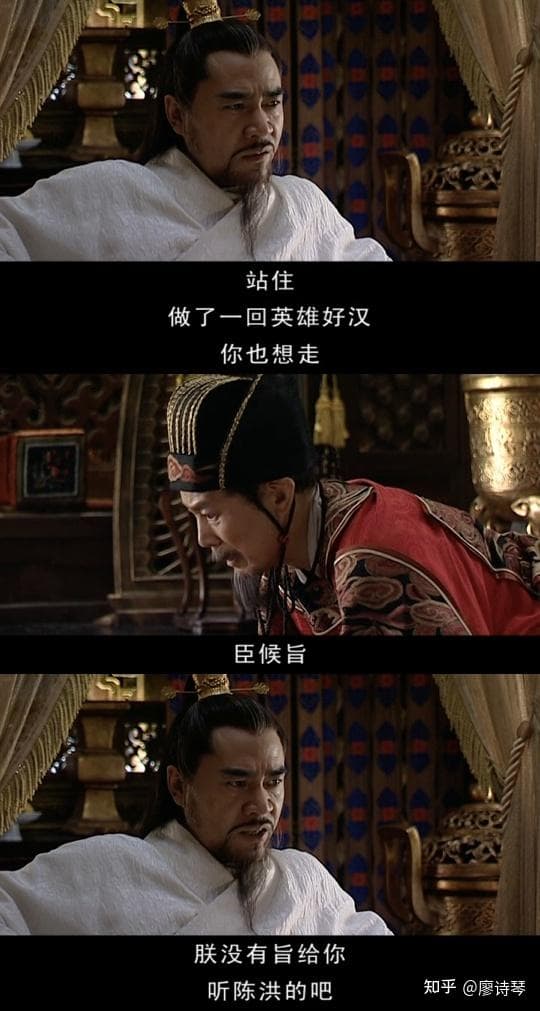 站住
做了一回英雄好汉
你也想走
臣候旨
朕没有旨给你
听陈洪的吧
知乎 @廖诗琴